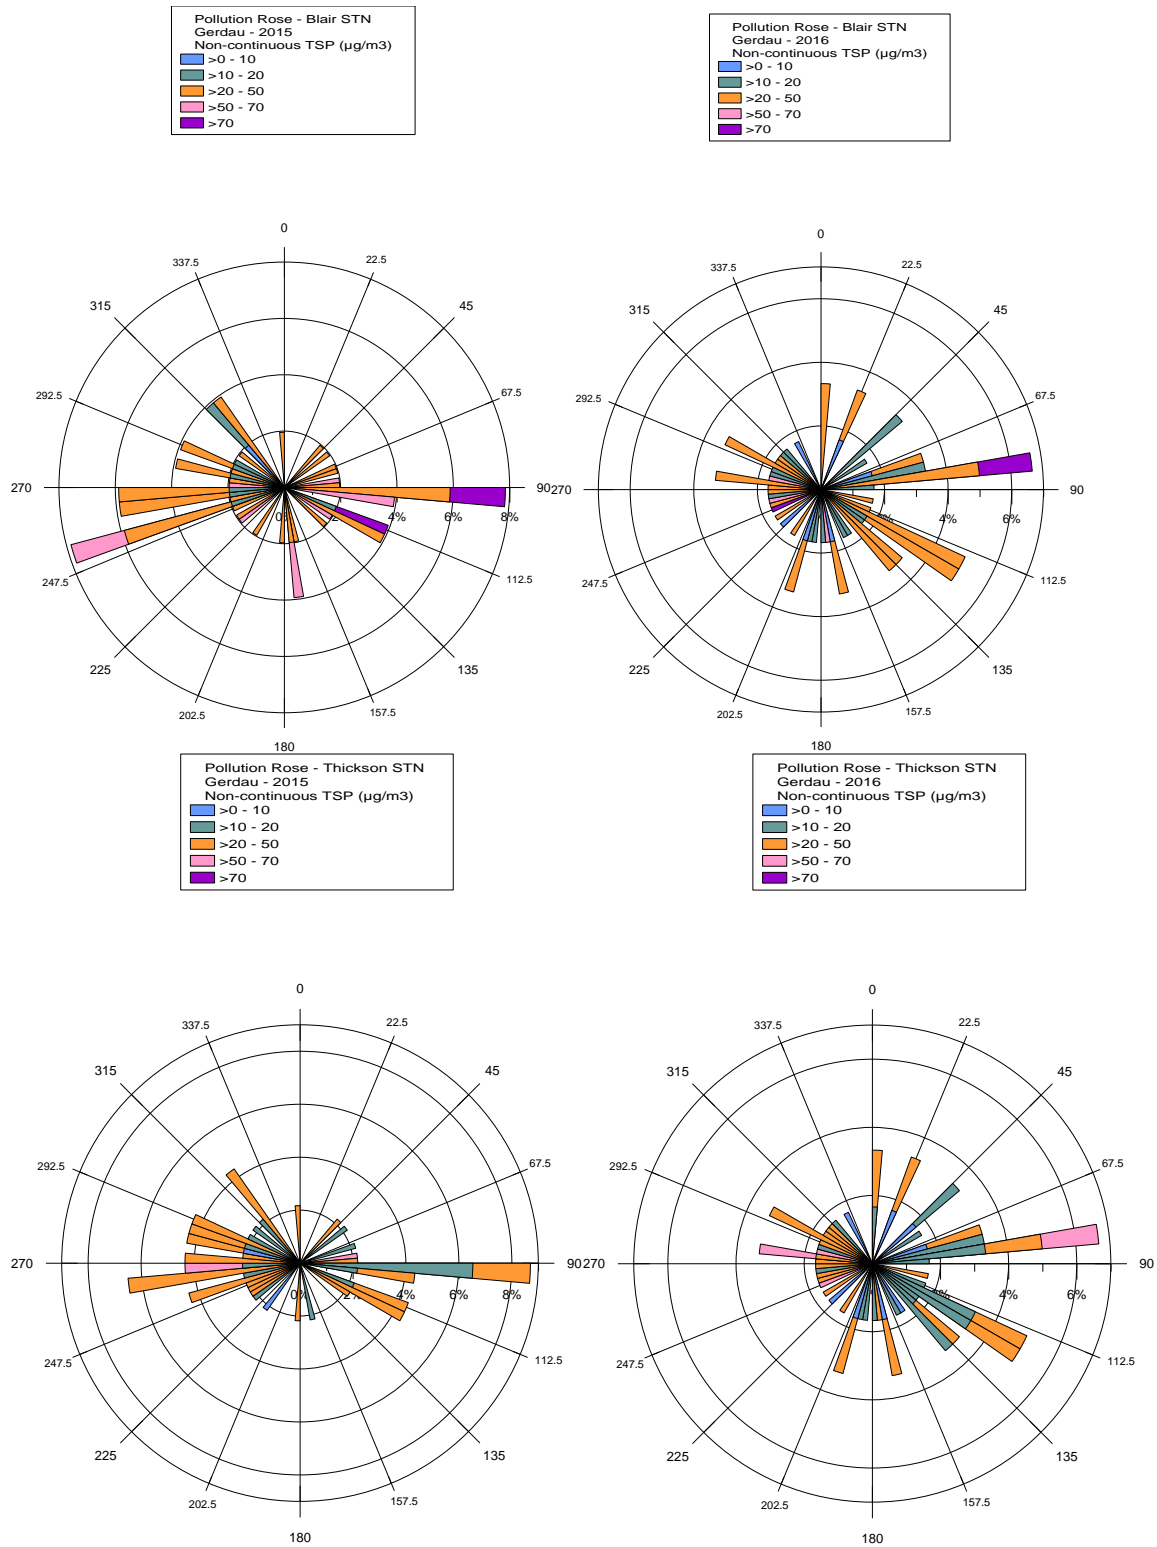 Pollution Rose - Blair STN
Gerdau - 2015
Non-continuous TSP (µg/m3)
>0 - 10
>10 - 20
>20 - 50
>50 - 70
>70
Pollution Rose - Blair STN
Gerdau - 2016
Non-continuous TSP (µg/m3)
>0 - 10
>10 - 20
>20 - 50
>50 - 70
>70
0
22.5
45
67.5
90
112.5
135
157.5
180
202.5
225
247.5
270
292.5
315
337.5
4%
6%
8%
0
22.5
45
67.5
90
112.5
135
157.5
180
202.5
225
247.5
270
292.5
315
337.5
4%
6%
Pollution Rose - Thickson STN
Gerdau - 2015
Non-continuous TSP (µg/m3)
>0 - 10
>10 - 20
>20 - 50
>50 - 70
>70
Pollution Rose - Thickson STN
Gerdau - 2016
Non-continuous TSP (µg/m3)
>0 - 10
>10 - 20
>20 - 50
>50 - 70
>70
0
22.5
45
67.5
90
112.5
135
157.5
180
202.5
225
247.5
270
292.5
315
337.5
0%
2%
4%
6%
8%
0
22.5
45
67.5
90
112.5
135
157.5
180
202.5
225
247.5
270
292.5
315
337.5
4%
6%